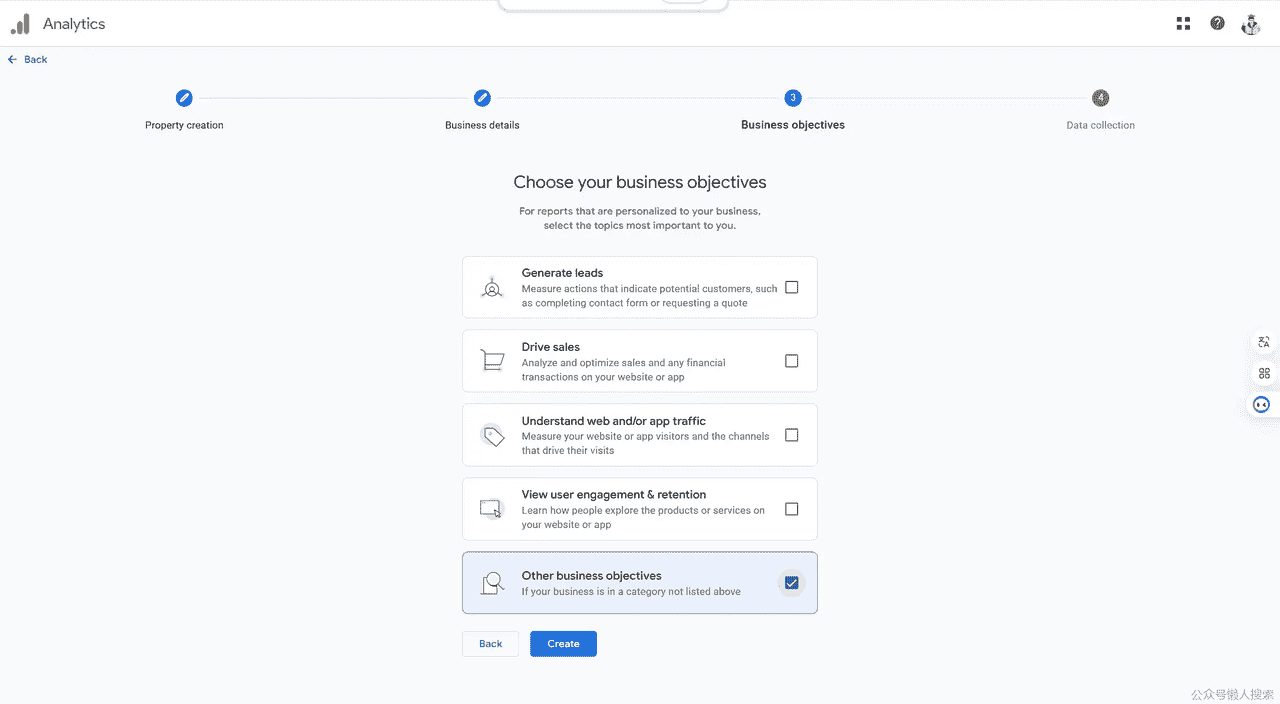 Analytics
Back
3
4
Property creation
Business details
Business objectives
Data collection
Choose your business objectives
For reports that are personalized to your business,
select the topics most important to you.
Generate leads
Measure actions that indicate potential customers, such
as completing contact form or requesting a quote
Drive sales
Analyze and optimize sales and any financial
transactions on your website or app
Understand web and/or app traffic
Measure your website or app visitors and the channels
that drive their visits
View user engagement & retention
Learn how people explore the products or services on
your website or app
Other business objectives
If your business is in a category not listed above
Back
Create
公众号懒人搜索